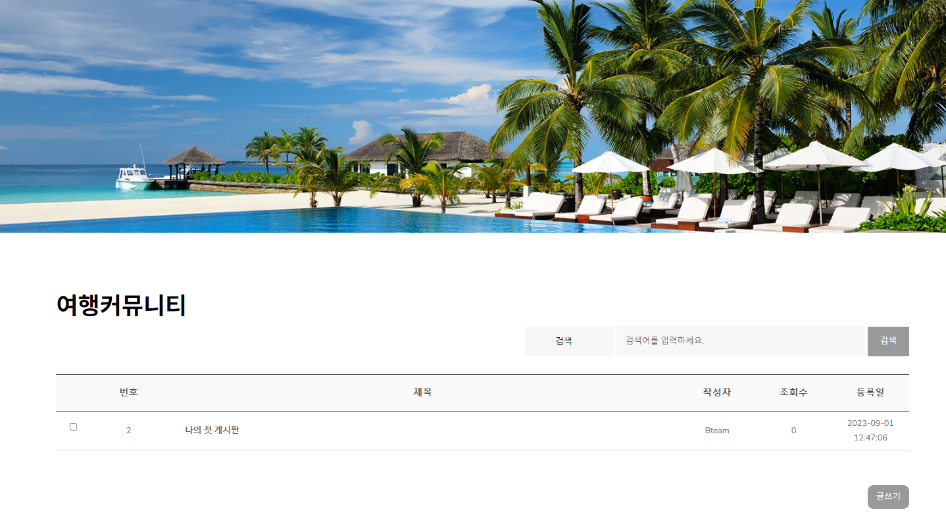 여행커뮤니티
검색 검색어를 입력하세요. 검색
번호 제목 작성자 조회수 등록일
2 나의 첫 게시판 Bteam 0 2023-09-01
12:47:06
글쓰기